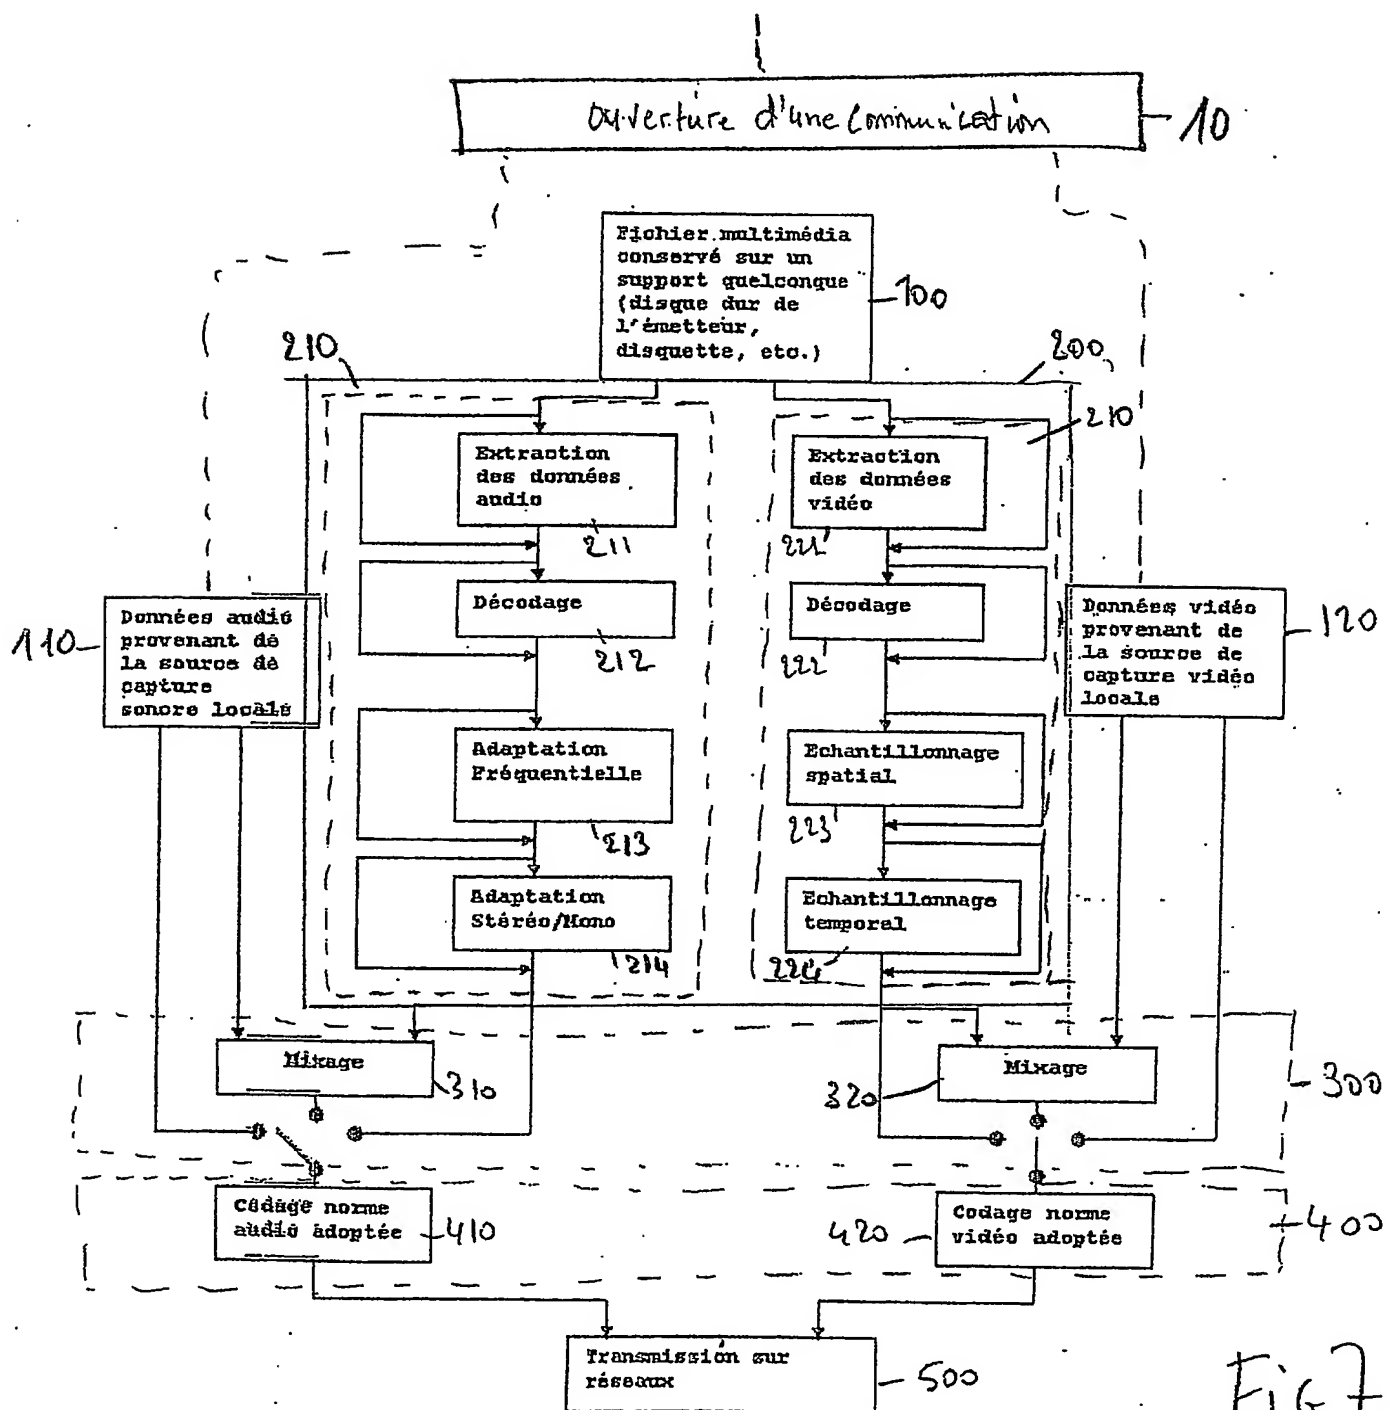 Ouverture d'une communication
10
Fichier multimédia
conservé sur un
support quelconque
(disque dur de
l'émetteur,
disquette, etc.)
100
210
200
210
Extraction
des données
audio
211
Extraction
des données
vidéo
221
Décodage
212
Décodage
222
Données audio
provenant de
la source de
capture
sonore locale
110
Données vidéo
provenant de
la source de
capture vidéo
locale
120
Adaptation
Fréquentielle
213
Echantillonnage
spatial
223
Adaptation
Stéréo/Mono
214
Echantillonnage
temporel
224
Mixage
310
Mixage
320
300
Codage norme
audio adoptée
410
Codage norme
vidéo adoptée
420
400
Transmission sur
réseaux
500
Fig 7